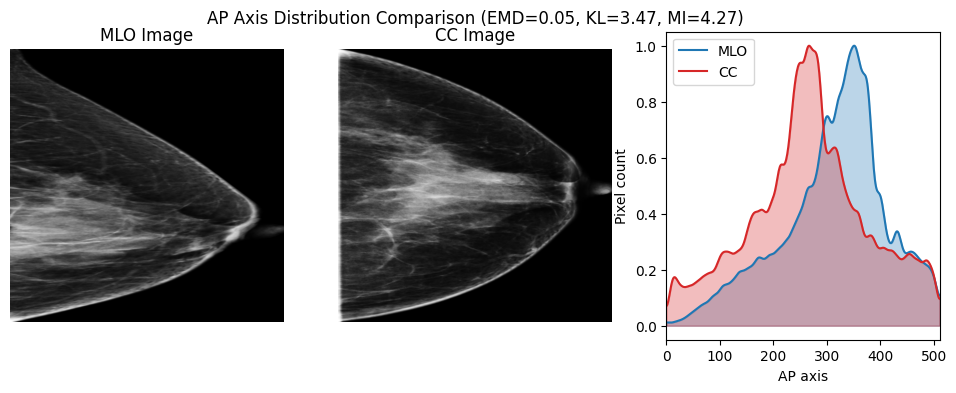 AP Axis Distribution Comparison (EMD=0.05, KL=3.47, MI=4.27)
MLO Image
CC Image
MLO
CC
Pixel count
1.0
0.8
0.6
0.4
0.2
0.0
0 100 200 300 400 500
AP axis